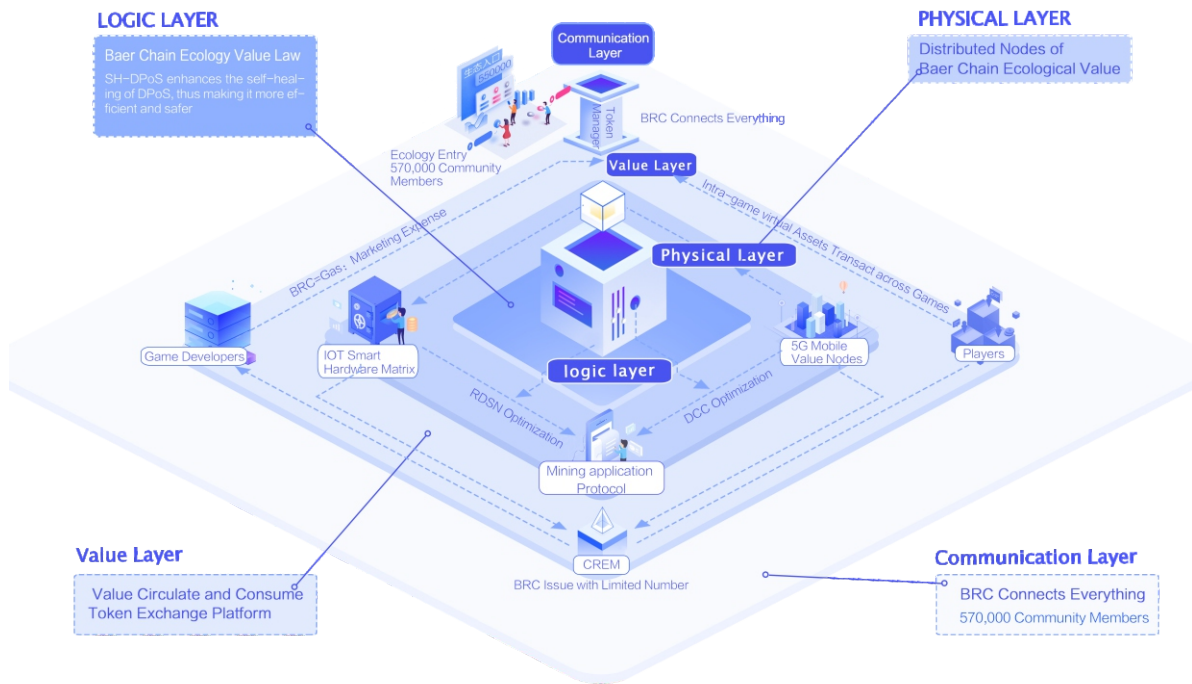 LOGIC LAYER
Baer Chain Ecology Value Law
SH-DPoS enhances the self-heal-
ing of DPoS, thus making it more ef-
ficient and safer
PHYSICAL LAYER
Distributed Nodes of
Baer Chain Ecological Value
Communication
Layer
生态入口
550000
Token
Manager
BRC Connects Everything
Ecology Entry
570,000 Community
Members
Value Layer
BRC=Gas: Marketing Expense
Intra-game virtual Assets Transact across Games
Physical Layer
Game Developers
IOT Smart
Hardware Matrix
5G Mobile
Value Nodes
Players
logic layer
RDSN Optimization
DCC Optimization
Mining application
Protocol
CREM
BRC Issue with Limited Number
Value Layer
Value Circulate and Consume
Token Exchange Platform
Communication Layer
BRC Connects Everything
570,000 Community Members